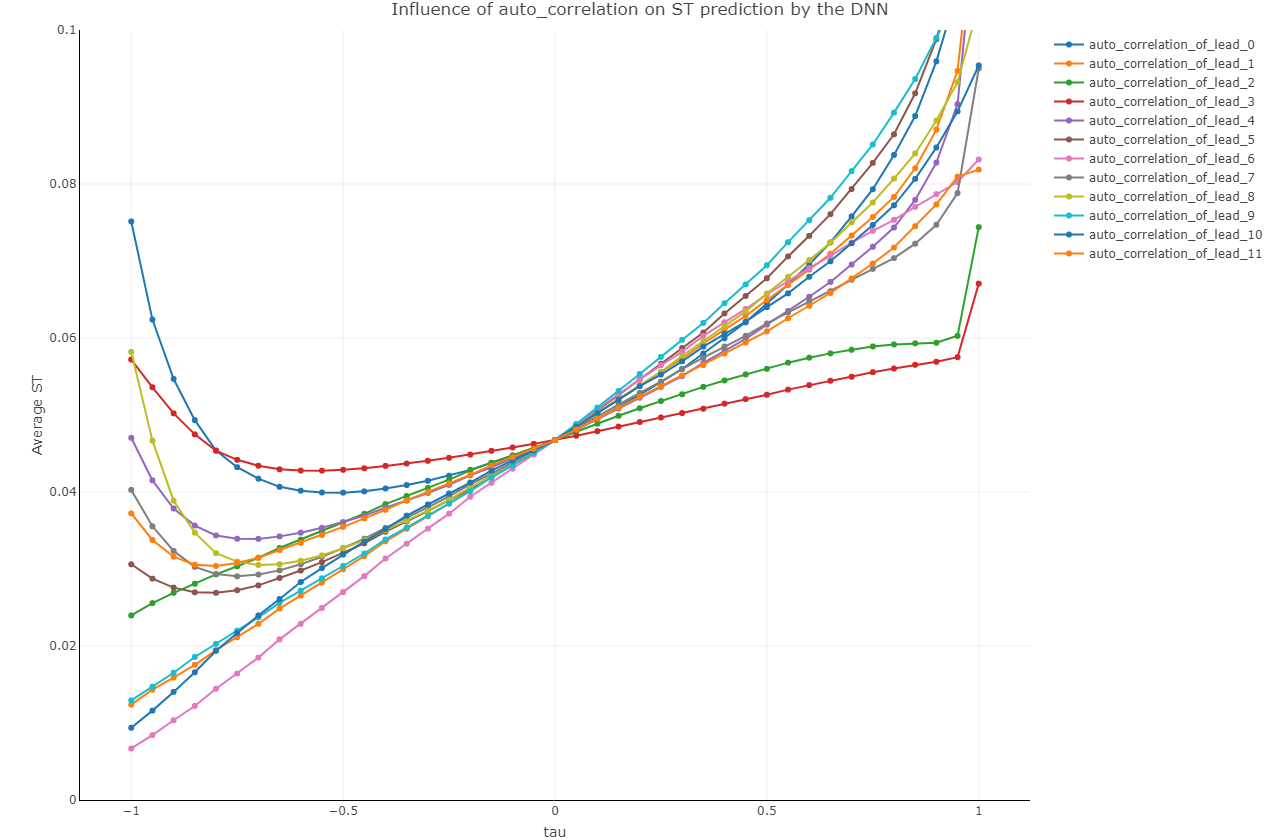 Influence of auto_correlation on ST prediction by the DNN
0.1
0.08
0.06
0.04
0.02
0
Average ST
−1
−0.5
0
0.5
1
tau
auto_correlation_of_lead_0
auto_correlation_of_lead_1
auto_correlation_of_lead_2
auto_correlation_of_lead_3
auto_correlation_of_lead_4
auto_correlation_of_lead_5
auto_correlation_of_lead_6
auto_correlation_of_lead_7
auto_correlation_of_lead_8
auto_correlation_of_lead_9
auto_correlation_of_lead_10
auto_correlation_of_lead_11